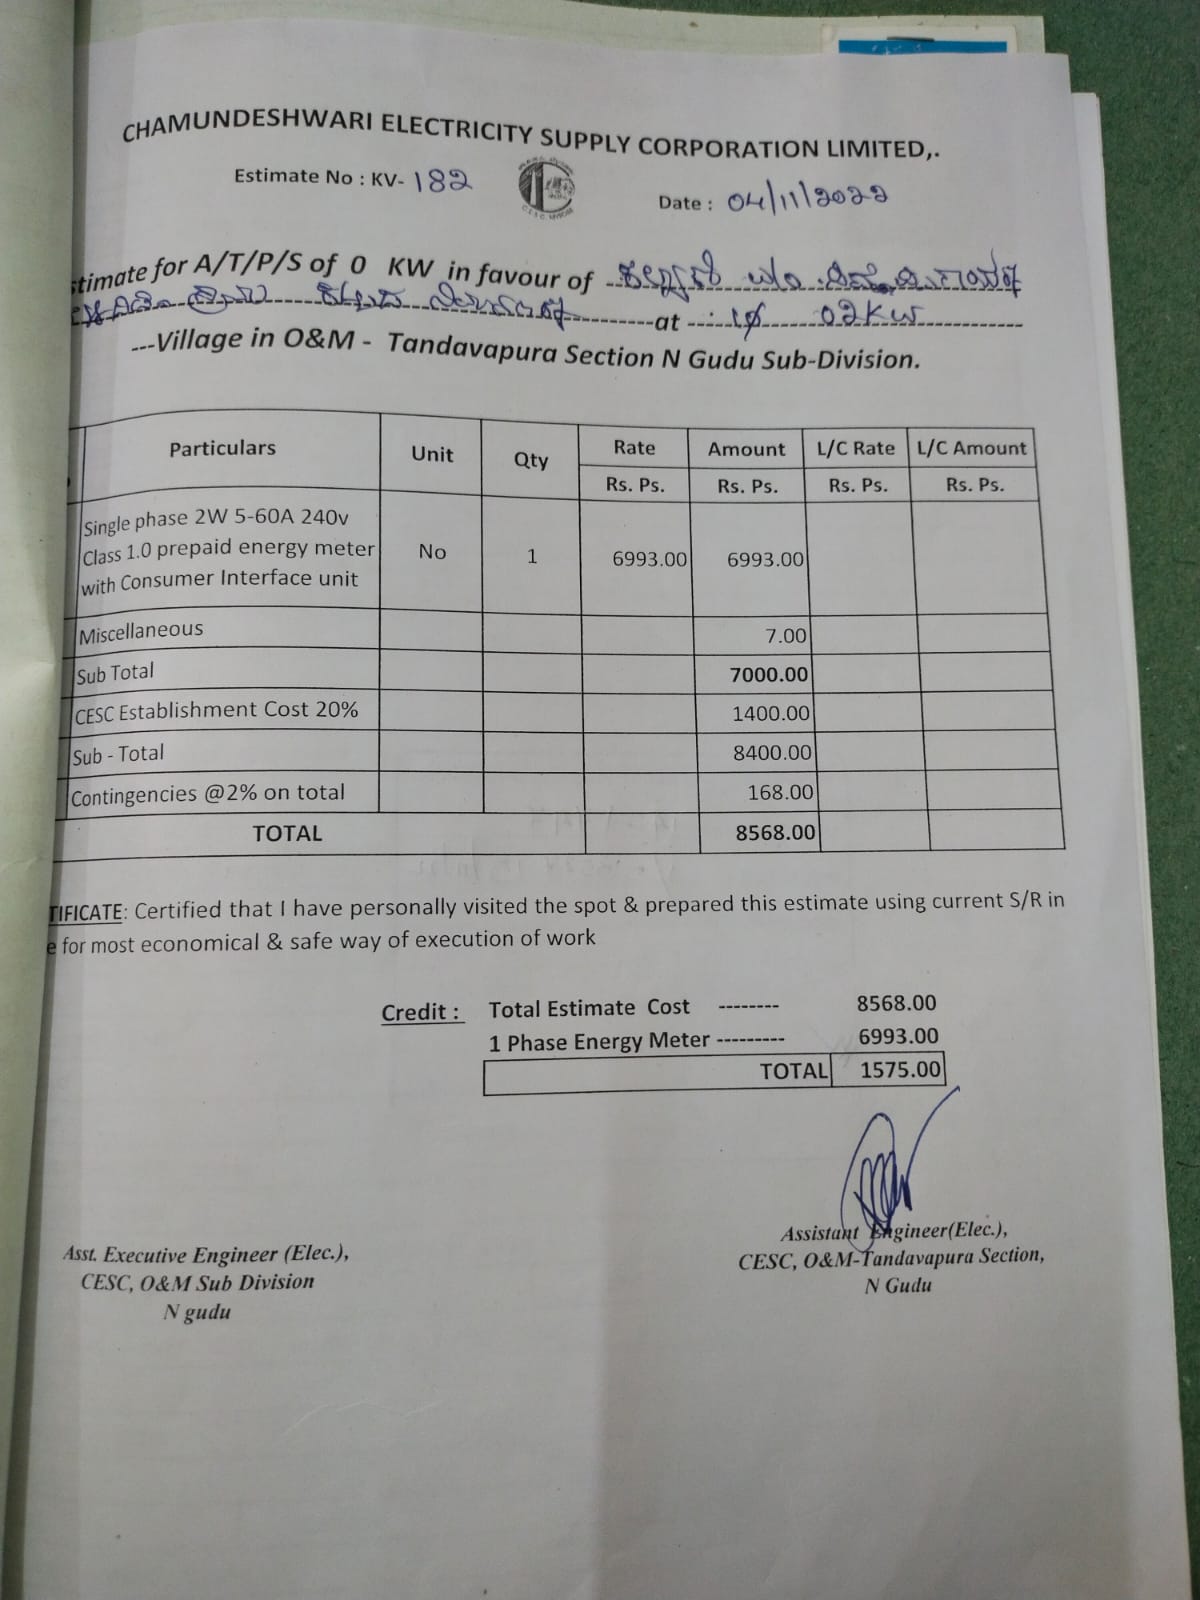 CHAMUNDESHWARI ELECTRICITY SUPPLY CORPORATION LIMITED,.
Estimate No : KV- 182
Date : 04/11/2022
stimate for A/T/P/S of 0 KW in favour of
at : 1φ 02KW
---Village in O&M - Tandavapura Section N Gudu Sub-Division.
Particulars Unit Qty Rate Amount L/C Rate L/C Amount
Rs. Ps. Rs. Ps. Rs. Ps. Rs. Ps.
Single phase 2W 5-60A 240v
Class 1.0 prepaid energy meter No 1 6993.00 6993.00
with Consumer Interface unit
Miscellaneous 7.00
Sub Total 7000.00
CESC Establishment Cost 20% 1400.00
Sub - Total 8400.00
Contingencies @2% on total 168.00
TOTAL 8568.00
TIFICATE: Certified that I have personally visited the spot & prepared this estimate using current S/R in
e for most economical & safe way of execution of work
Credit : Total Estimate Cost -------- 8568.00
1 Phase Energy Meter --------- 6993.00
TOTAL 1575.00
Assistant Engineer(Elec.),
CESC, O&M-Tandavapura Section,
N Gudu
Asst. Executive Engineer (Elec.),
CESC, O&M Sub Division
N gudu